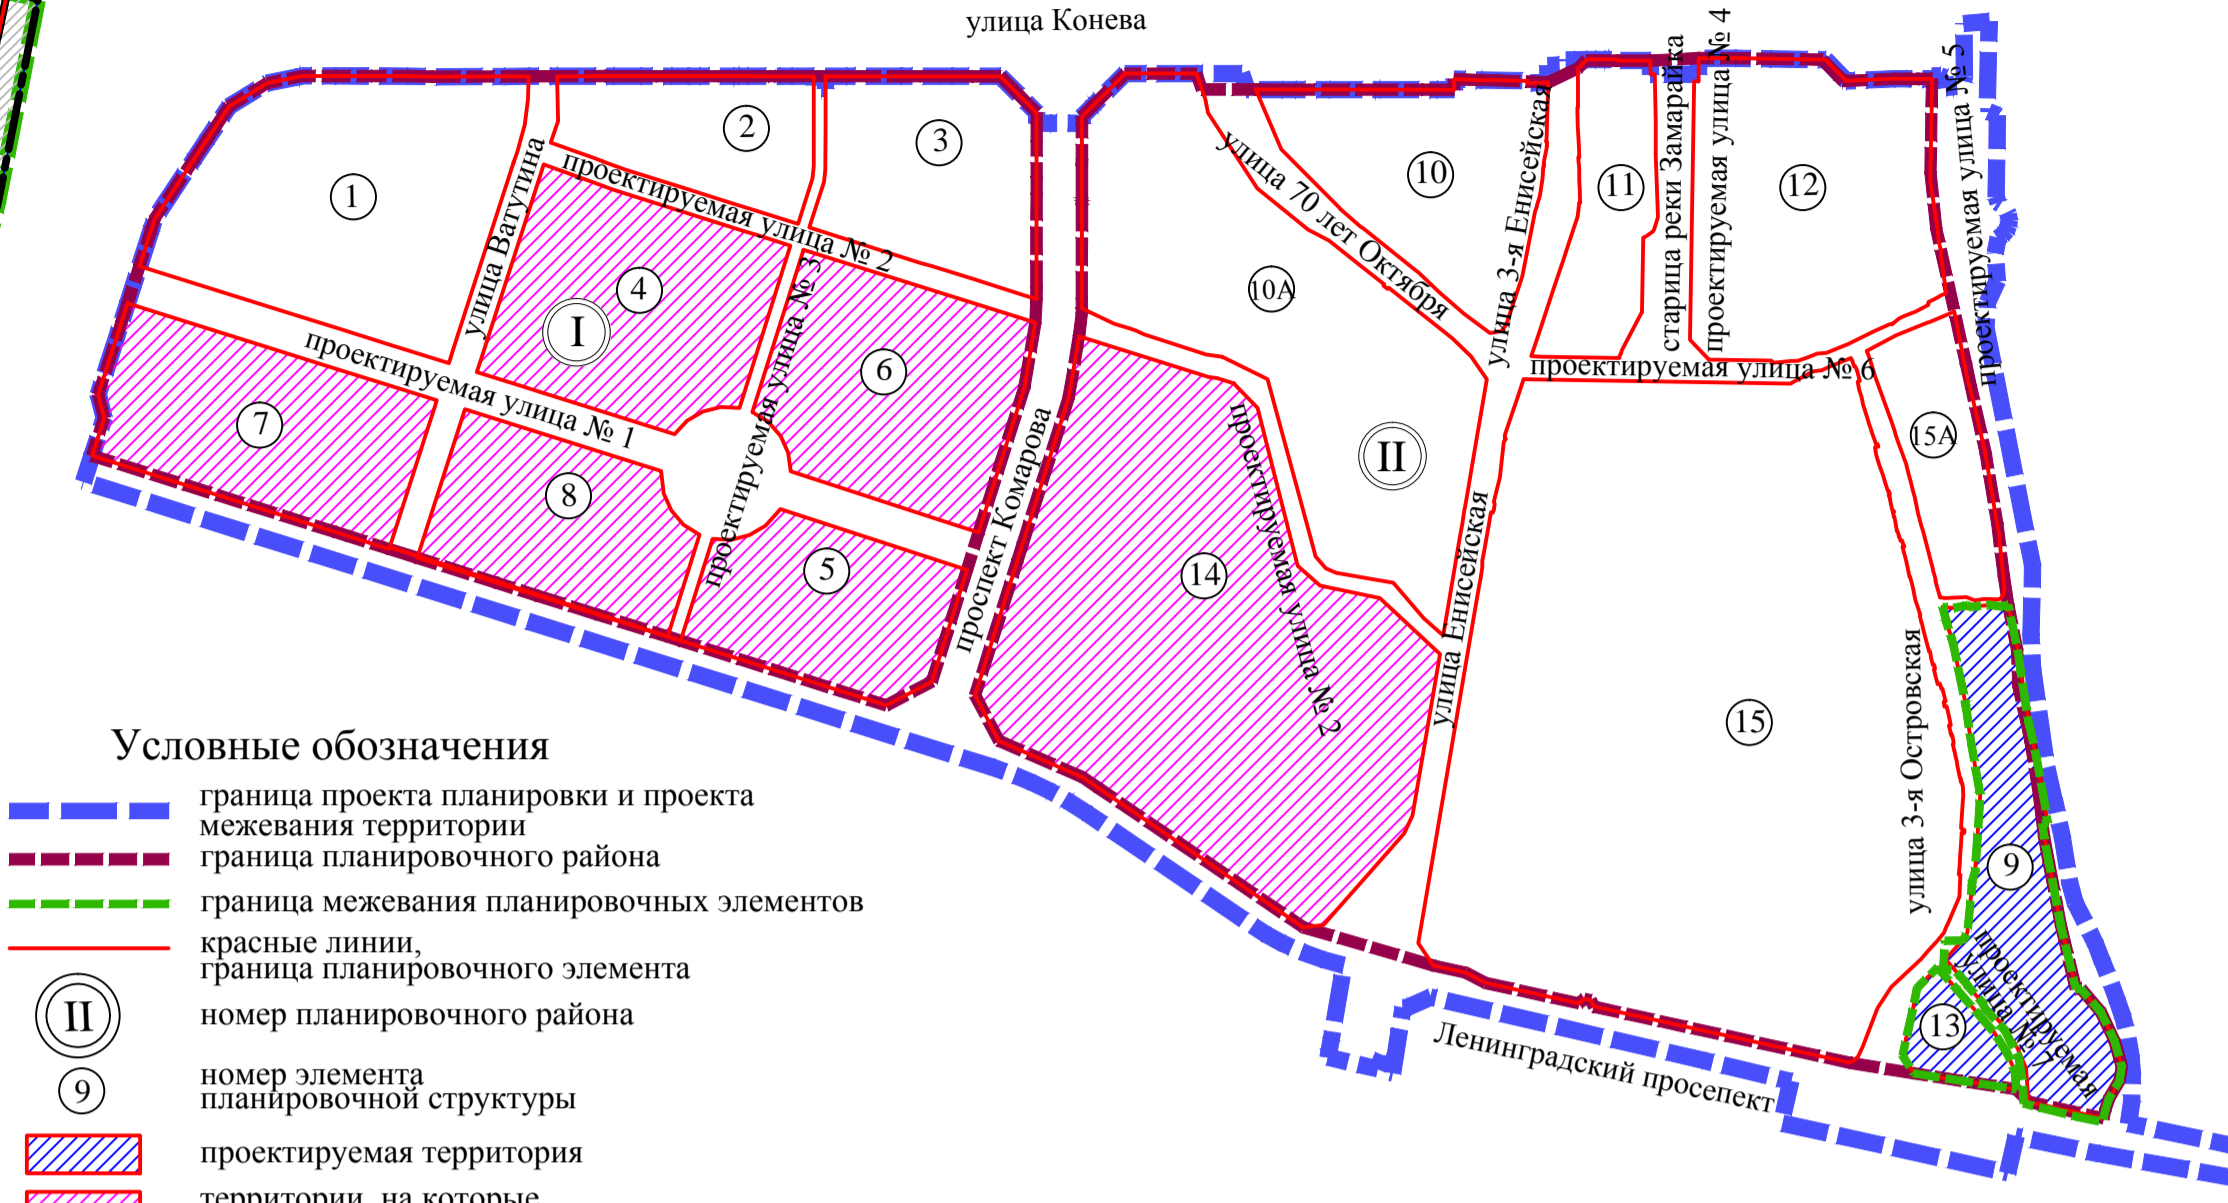 улица Конева
1
2
3
4
I
5
6
7
8
улица Ватутина
проектируемая улица № 2
проектируемая улица № 3
проектируемая улица № 1
проспект Комарова
улица 70 лет Октября
10
10А
улица 3-я Енисейская
11
старица реки Замарайка
проектируемая улица № 4
12
проектируемая улица № 5
проектируемая улица № 6
15А
II
14
проектируемая улица № 2
улица Енисейская
15
улица 3-я Островская
9
проектируемая
улица № 7
13
Ленинградский просепект
Условные обозначения
граница проекта планировки и проекта
межевания территории
граница планировочного района
граница межевания планировочных элементов
красные линии,
граница планировочного элемента
II
номер планировочного района
9
номер элемента
планировочной структуры
проектируемая территория
территории, на которые